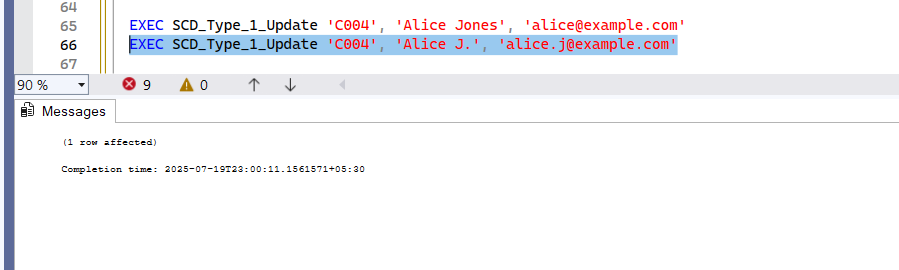 64
65 EXEC SCD_Type_1_Update 'C004', 'Alice Jones', 'alice@example.com'
66 EXEC SCD_Type_1_Update 'C004', 'Alice J.', 'alice.j@example.com'
67
90 % 9 0
Messages
(1 row affected)
Completion time: 2025-07-19T23:00:11.1561571+05:30